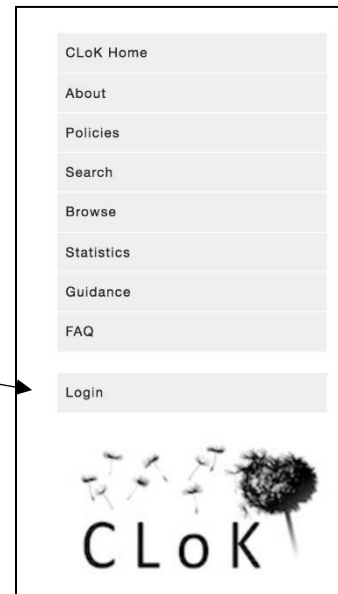 CLoK Home
About
Policies
Search
Browse
Statistics
Guidance
FAQ
Login
CLoK